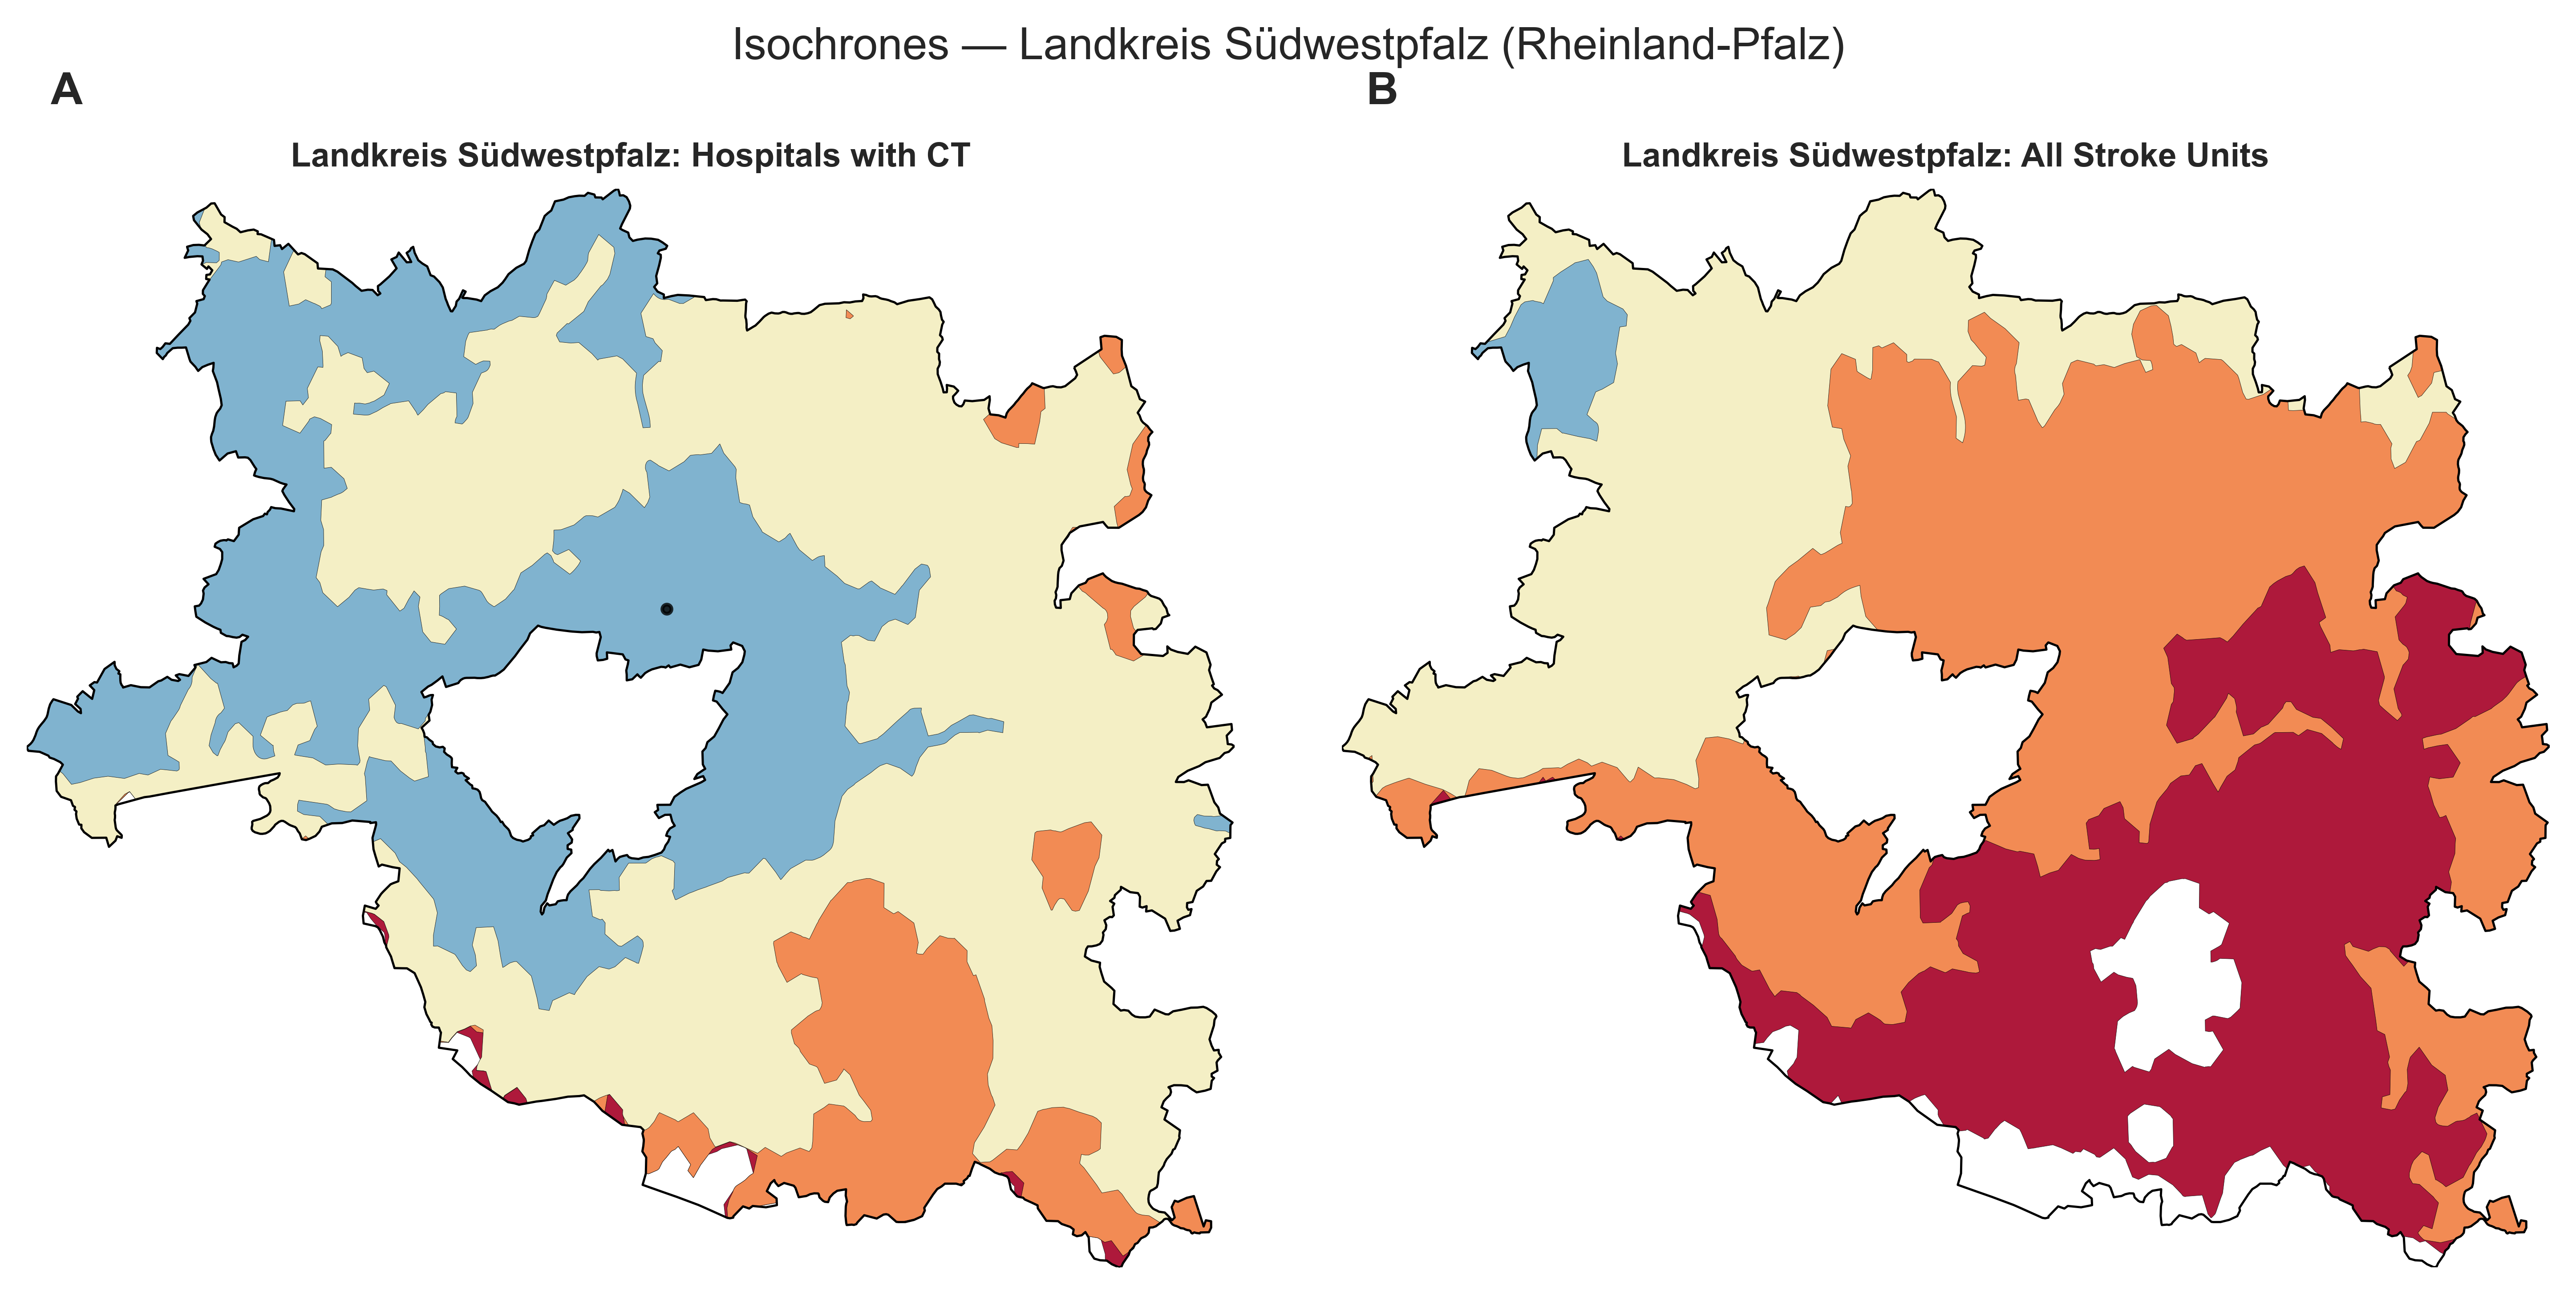 Isochrones — Landkreis Südwestpfalz (Rheinland-Pfalz)
A
B
Landkreis Südwestpfalz: Hospitals with CT
Landkreis Südwestpfalz: All Stroke Units